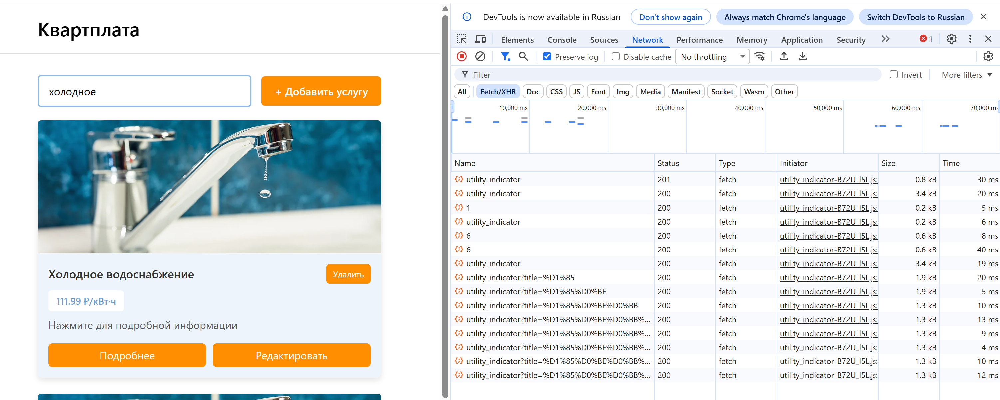 Квартплата
холодное
+ Добавить услугу
Холодное водоснабжение
Удалить
111.99 ₽/кВт·ч
Нажмите для подробной информации
Подробнее
Редактировать
DevTools is now available in Russian
Don't show again
Always match Chrome's language
Switch DevTools to Russian
Elements Console Sources Network Performance Memory Application Security 1
Preserve log Disable cache No throttling
Filter Invert More filters
All Fetch/XHR Doc CSS JS Font Img Media Manifest Socket Wasm Other
10,000 ms 20,000 ms 30,000 ms 40,000 ms 50,000 ms 60,000 ms 70,000 ms
Name Status Type Initiator Size Time
utility_indicator 201 fetch utility_indicator-B72U_l5L.js: 0.8 kB 30 ms
utility_indicator 200 fetch utility_indicator-B72U_l5L.js: 3.4 kB 20 ms
1 200 fetch utility_indicator-B72U_l5L.js: 0.2 kB 5 ms
utility_indicator 200 fetch utility_indicator-B72U_l5L.js: 0.2 kB 6 ms
6 200 fetch utility_indicator-B72U_l5L.js: 0.6 kB 8 ms
6 200 fetch utility_indicator-B72U_l5L.js: 0.6 kB 40 ms
utility_indicator 200 fetch utility_indicator-B72U_l5L.js: 3.4 kB 19 ms
utility_indicator?title=%D1%85 200 fetch utility_indicator-B72U_l5L.js: 1.9 kB 20 ms
utility_indicator?title=%D1%85%D0%BE 200 fetch utility_indicator-B72U_l5L.js: 1.9 kB 5 ms
utility_indicator?title=%D1%85%D0%BE%D0%BB 200 fetch utility_indicator-B72U_l5L.js: 1.3 kB 10 ms
utility_indicator?title=%D1%85%D0%BE%D0%BB%... 200 fetch utility_indicator-B72U_l5L.js: 1.3 kB 13 ms
utility_indicator?title=%D1%85%D0%BE%D0%BB%... 200 fetch utility_indicator-B72U_l5L.js: 1.3 kB 9 ms
utility_indicator?title=%D1%85%D0%BE%D0%BB%... 200 fetch utility_indicator-B72U_l5L.js: 1.3 kB 4 ms
utility_indicator?title=%D1%85%D0%BE%D0%BB%... 200 fetch utility_indicator-B72U_l5L.js: 1.3 kB 10 ms
utility_indicator?title=%D1%85%D0%BE%D0%BB%... 200 fetch utility_indicator-B72U_l5L.js: 1.3 kB 12 ms